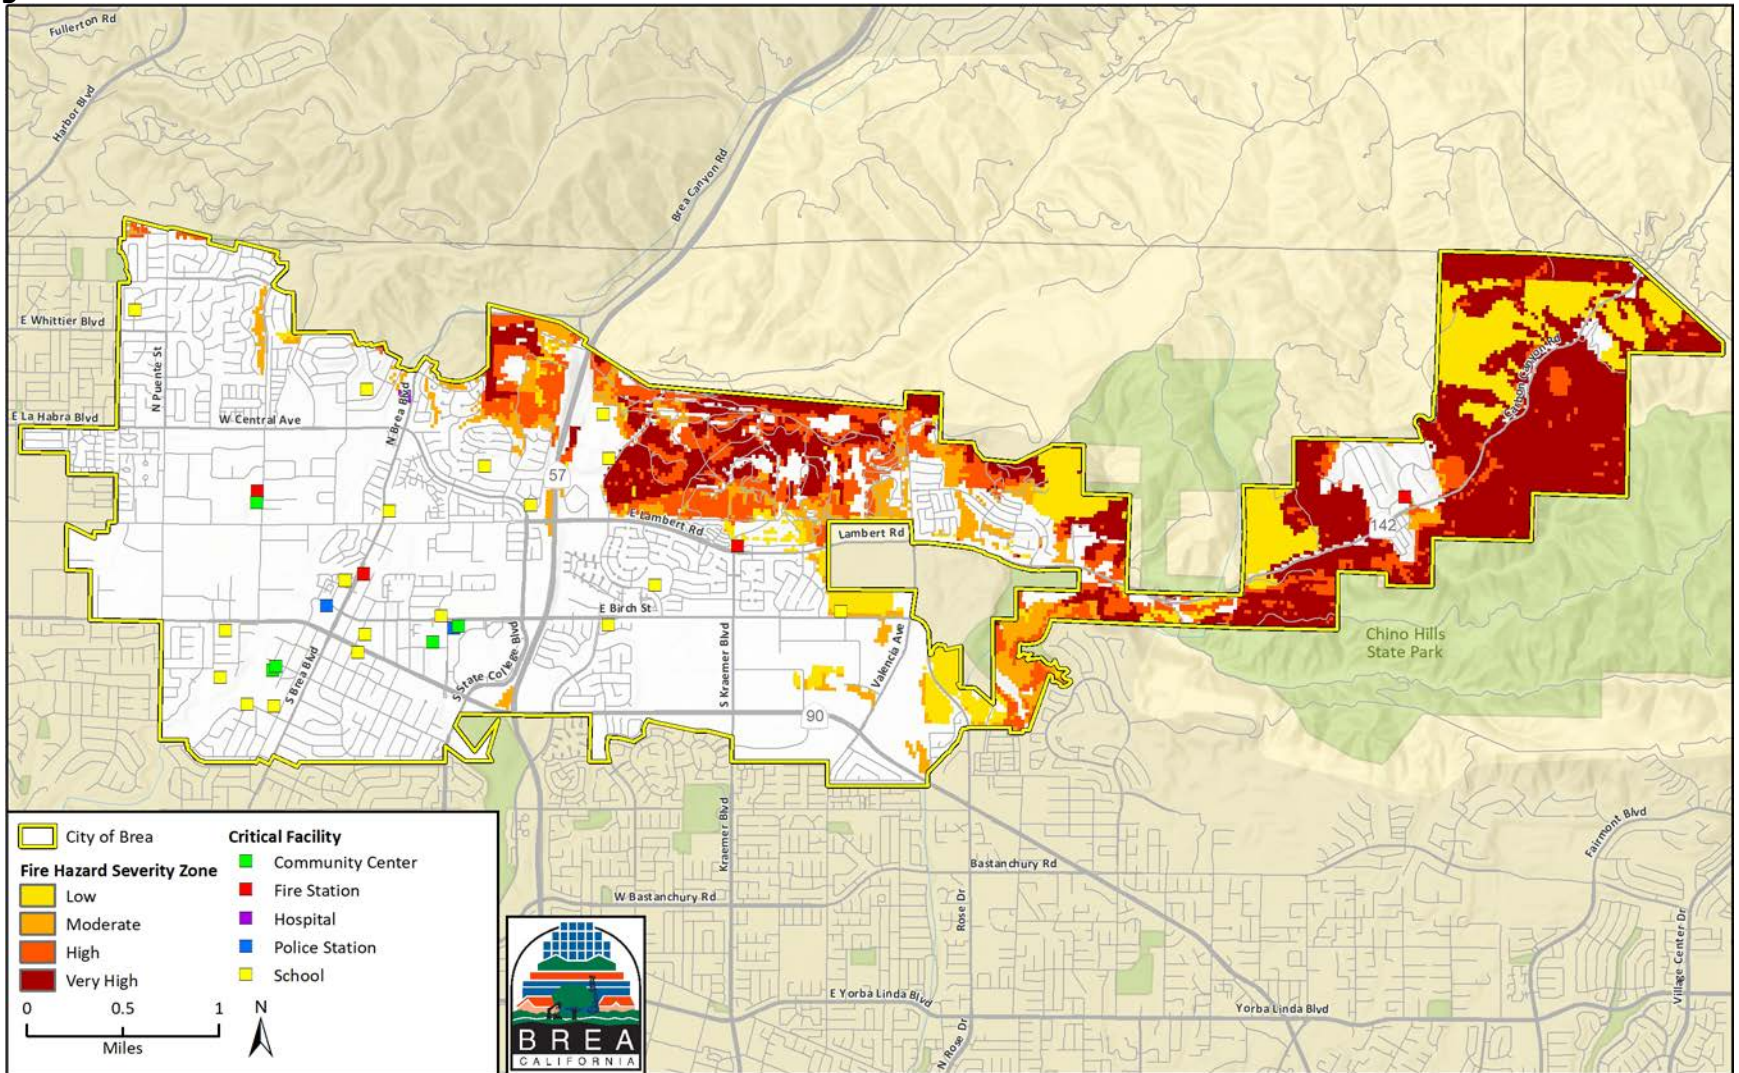 Fullerton Rd
Harbor Blvd
Brea Canyon Rd
E Whittier Blvd
N Puente St
E La Habra Blvd
W Central Ave
N Brea Blvd
Carbon Canyon Rd
57
E Lambert Rd
Lambert Rd
142
E Birch St
S Brea Blvd
S State College Blvd
S Kraemer Blvd
Valencia Ave
Chino Hills
State Park
90
Kraemer Blvd
Bastanchury Rd
Fairmont Blvd
W Bastanchury Rd
Rose Dr
Village Center Dr
E Yorba Linda Blvd
Yorba Linda Blvd
N Rose Dr
City of Brea
Fire Hazard Severity Zone
Low
Moderate
High
Very High
0 0.5 1
Miles
N
Critical Facility
Community Center
Fire Station
Hospital
Police Station
School
BREA
CALIFORNIA